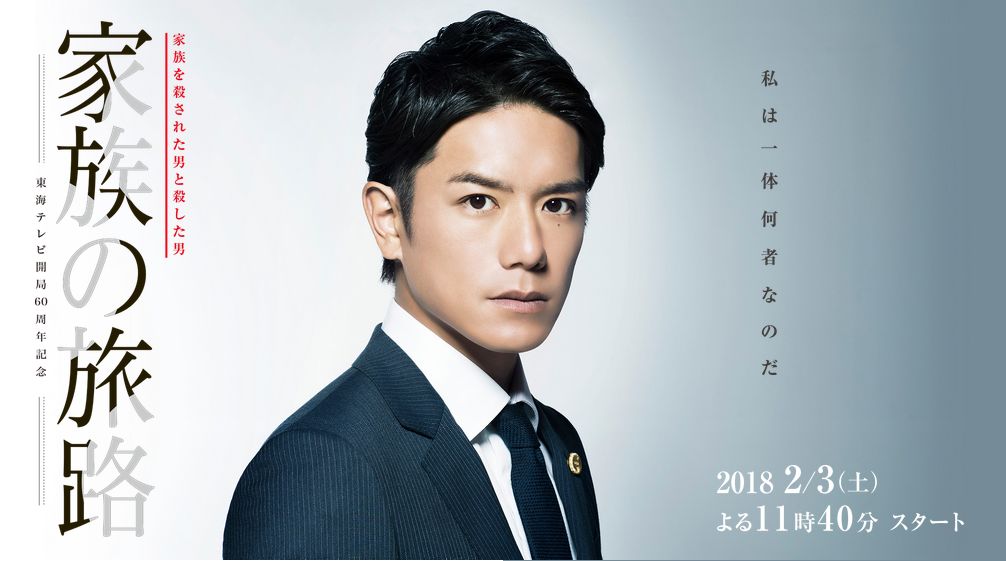 家族を殺された男と殺した男
家族の旅路
東海テレビ開局60周年記念
私は一体何者なのだ
2018 2/3(土)
よる11時40分 スタート